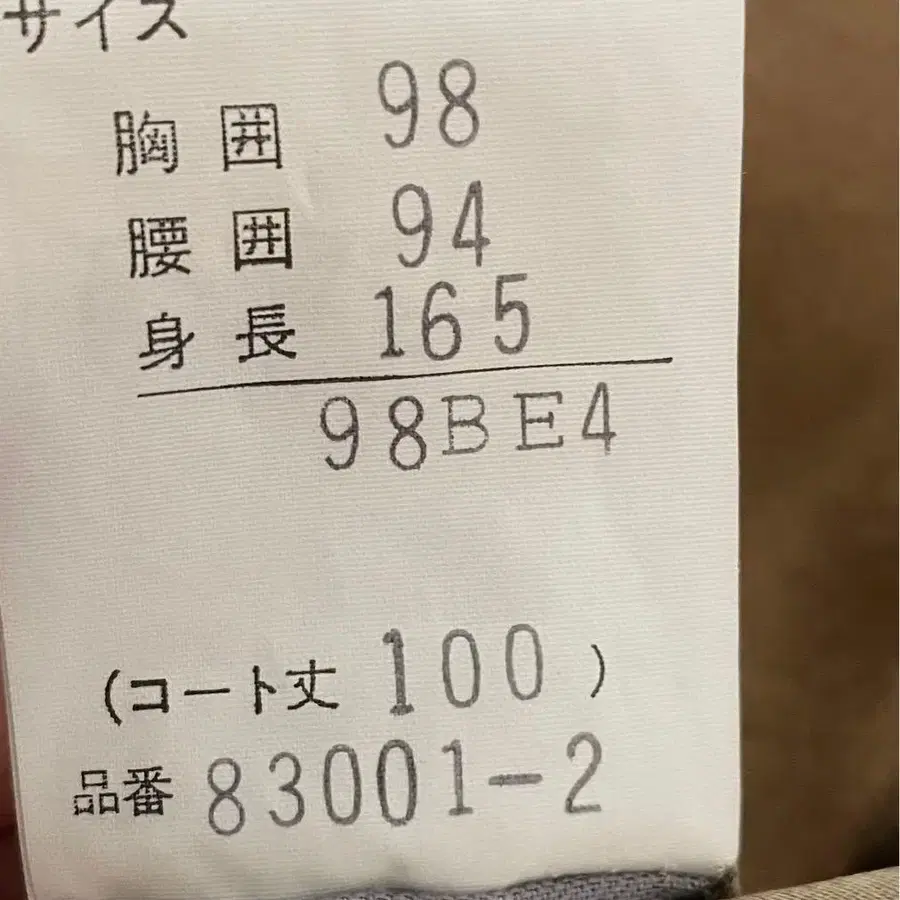 サイズ
胸囲 98
腰囲 94
身長 165
98BE4
(コート丈 100)
品番 83001-2